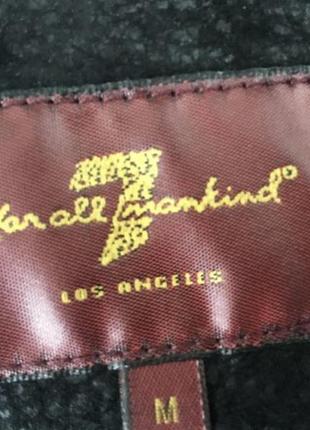 7
for all mankind®
LOS ANGELES
M